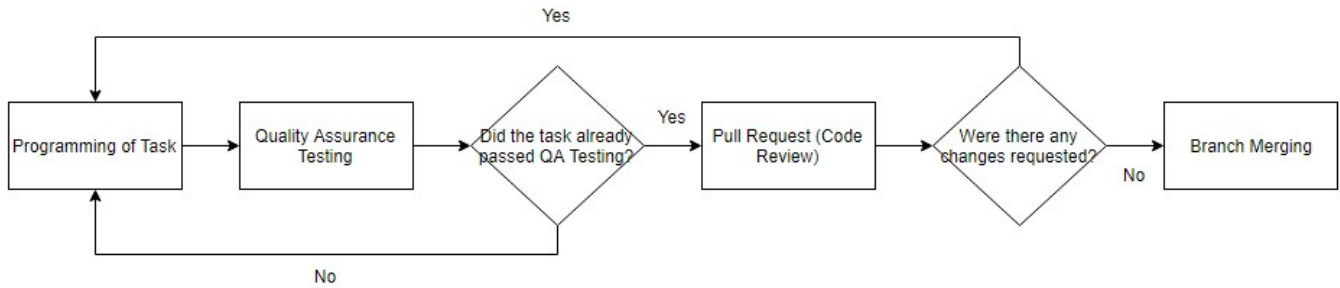 Yes
Programming of Task
Quality Assurance
Testing
Did the task already
passed QA Testing?
Yes
Pull Request (Code
Review)
Were there any
changes requested?
No
Branch Merging
No